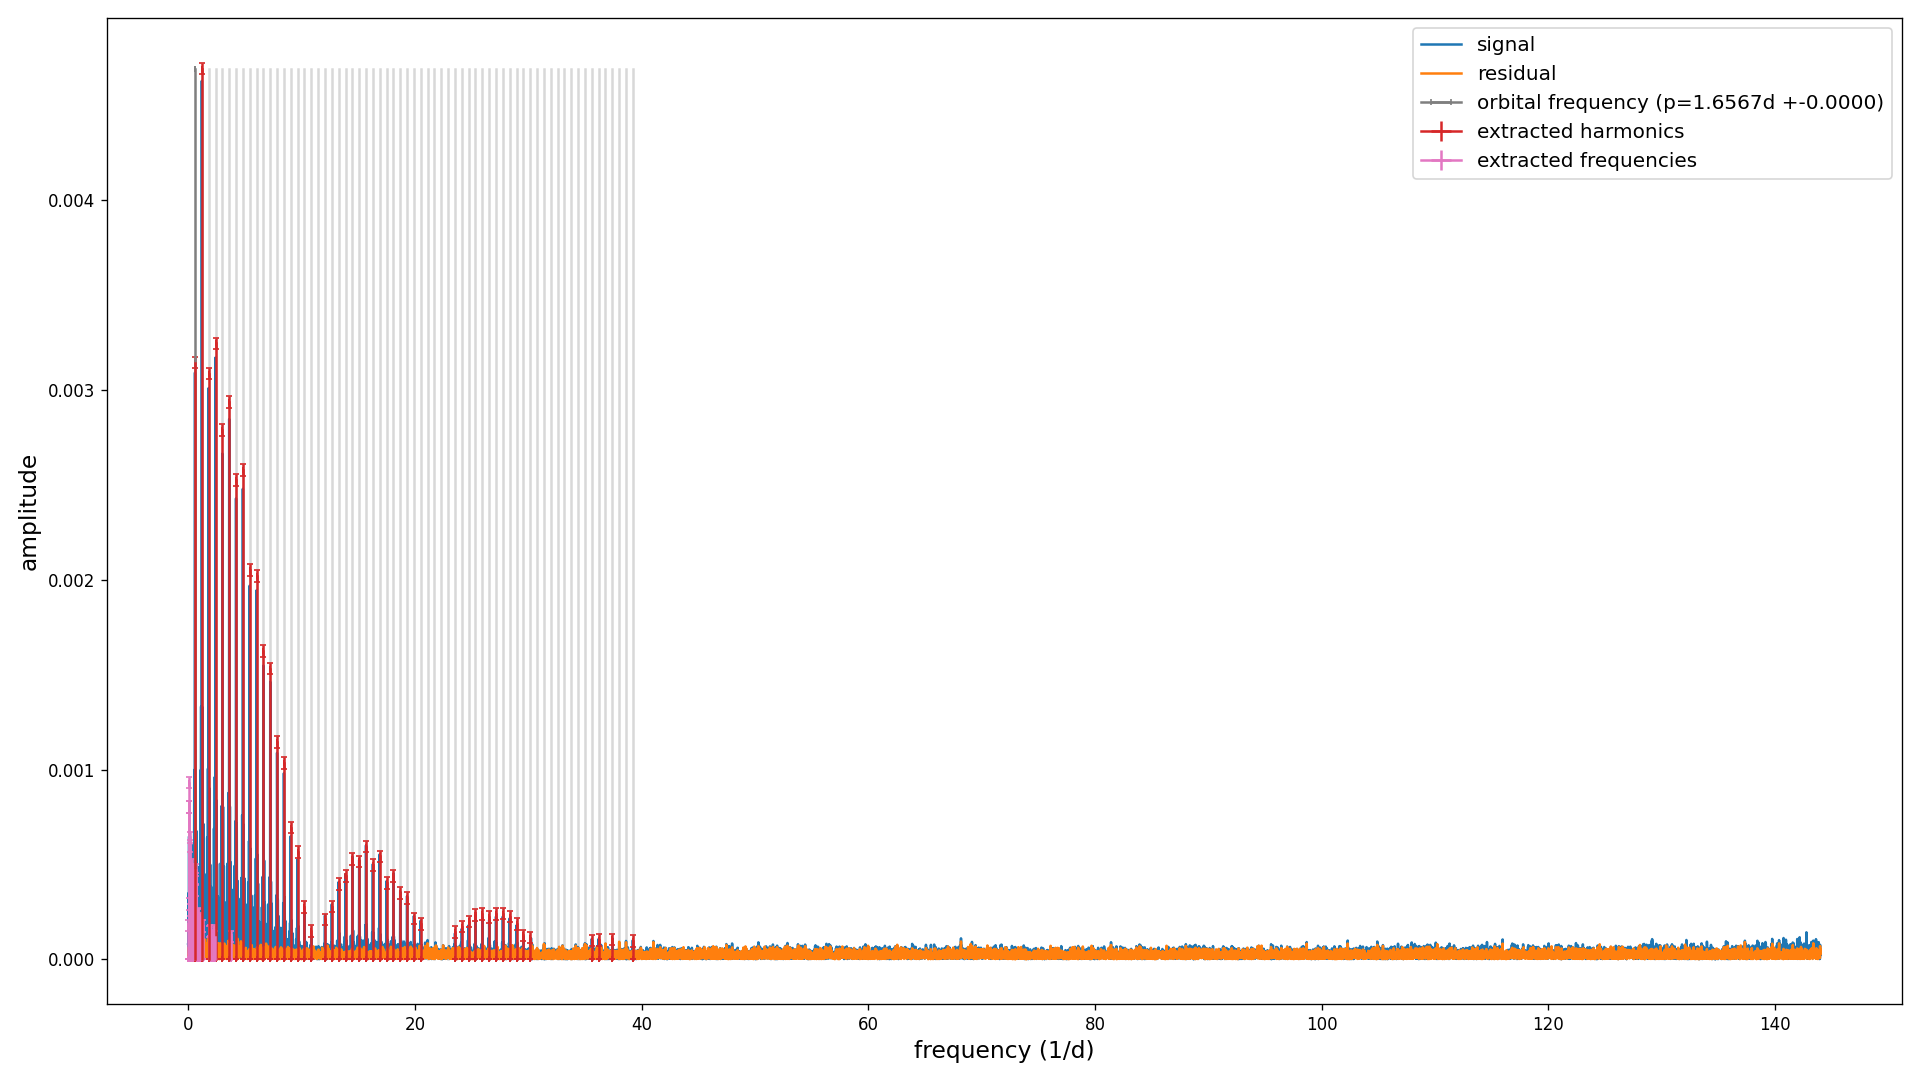 signal
residual
orbital frequency (p=1.6567d +-0.0000)
extracted harmonics
extracted frequencies
0.004
0.003
0.002
0.001
0.000
amplitude
0 20 40 60 80 100 120 140
frequency (1/d)